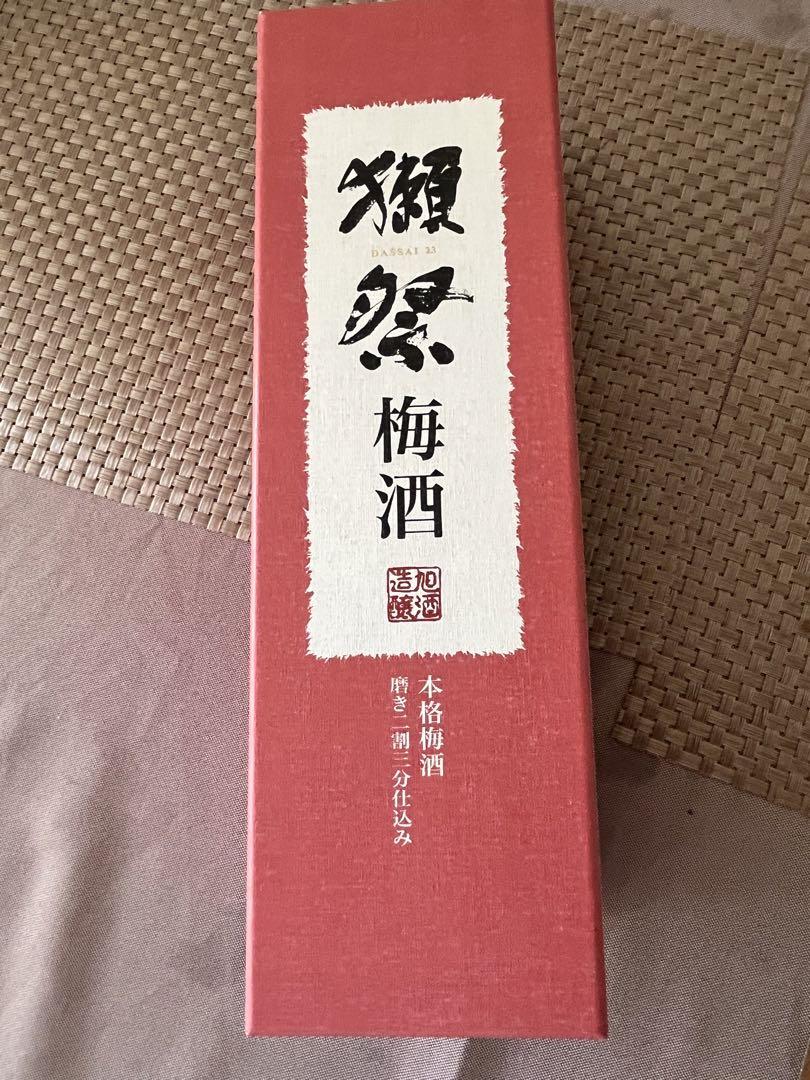 獺祭
DASSAI 23
梅酒
旭酒
造醸
本格梅酒
磨き二割三分仕込み